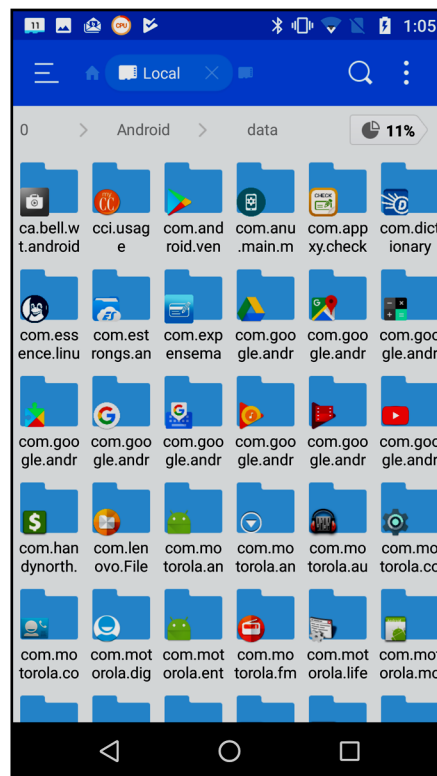 11
CPU
1:05
Local
0 > Android > data
11%
ca.bell.w
t.android
cci.usag
e
com.and
roid.ven
com.anu
.main.m
com.app
xy.check
com.dict
ionary
com.ess
ence.linu
com.est
rongs.an
com.exp
ensema
com.goo
gle.andr
com.goo
gle.andr
com.goo
gle.andr
com.goo
gle.andr
com.goo
gle.andr
com.goo
gle.andr
com.goo
gle.andr
com.goo
gle.andr
com.goo
gle.andr
com.han
dynorth.
com.len
ovo.File
com.mo
torola.an
com.mo
torola.an
com.mo
torola.au
com.mo
torola.co
com.mo
torola.co
com.mot
orola.dig
com.mot
orola.ent
com.mo
torola.fm
com.mot
orola.life
com.mot
orola.mo